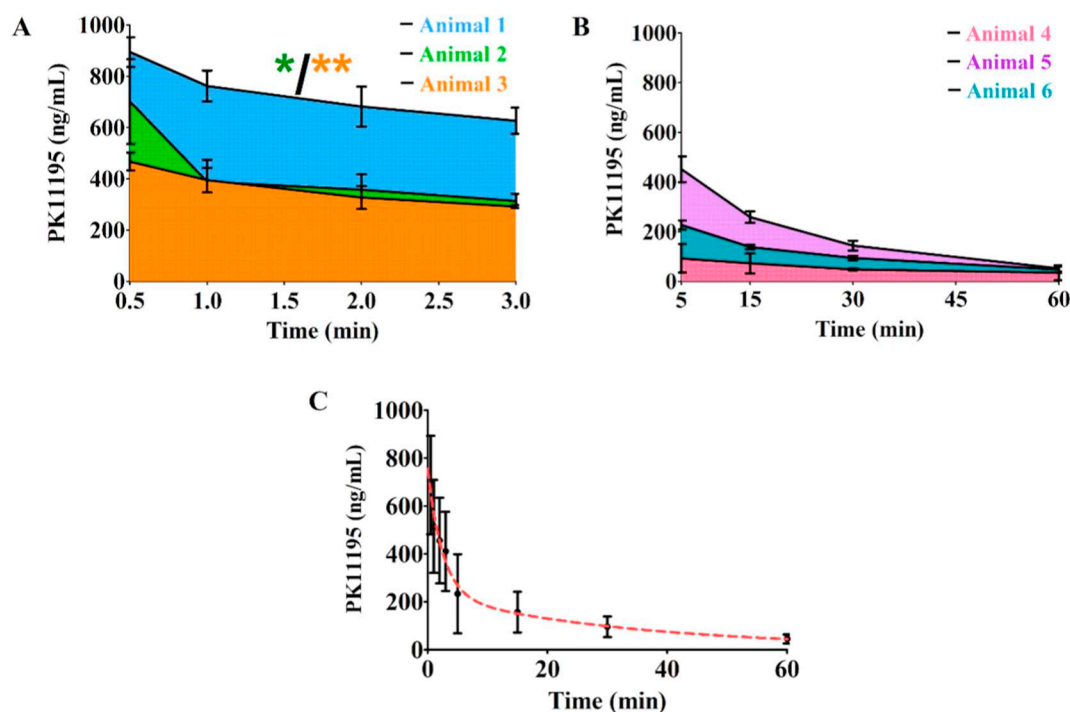 A
PK11195 (ng/mL)
1000
800
600
400
200
0
0.5 1.0 1.5 2.0 2.5 3.0
Time (min)
Animal 1
Animal 2
Animal 3
*/**
B
PK11195 (ng/mL)
1000
800
600
400
200
0
5 15 30 45 60
Time (min)
Animal 4
Animal 5
Animal 6
C
PK11195 (ng/mL)
1000
800
600
400
200
0
0 20 40 60
Time (min)